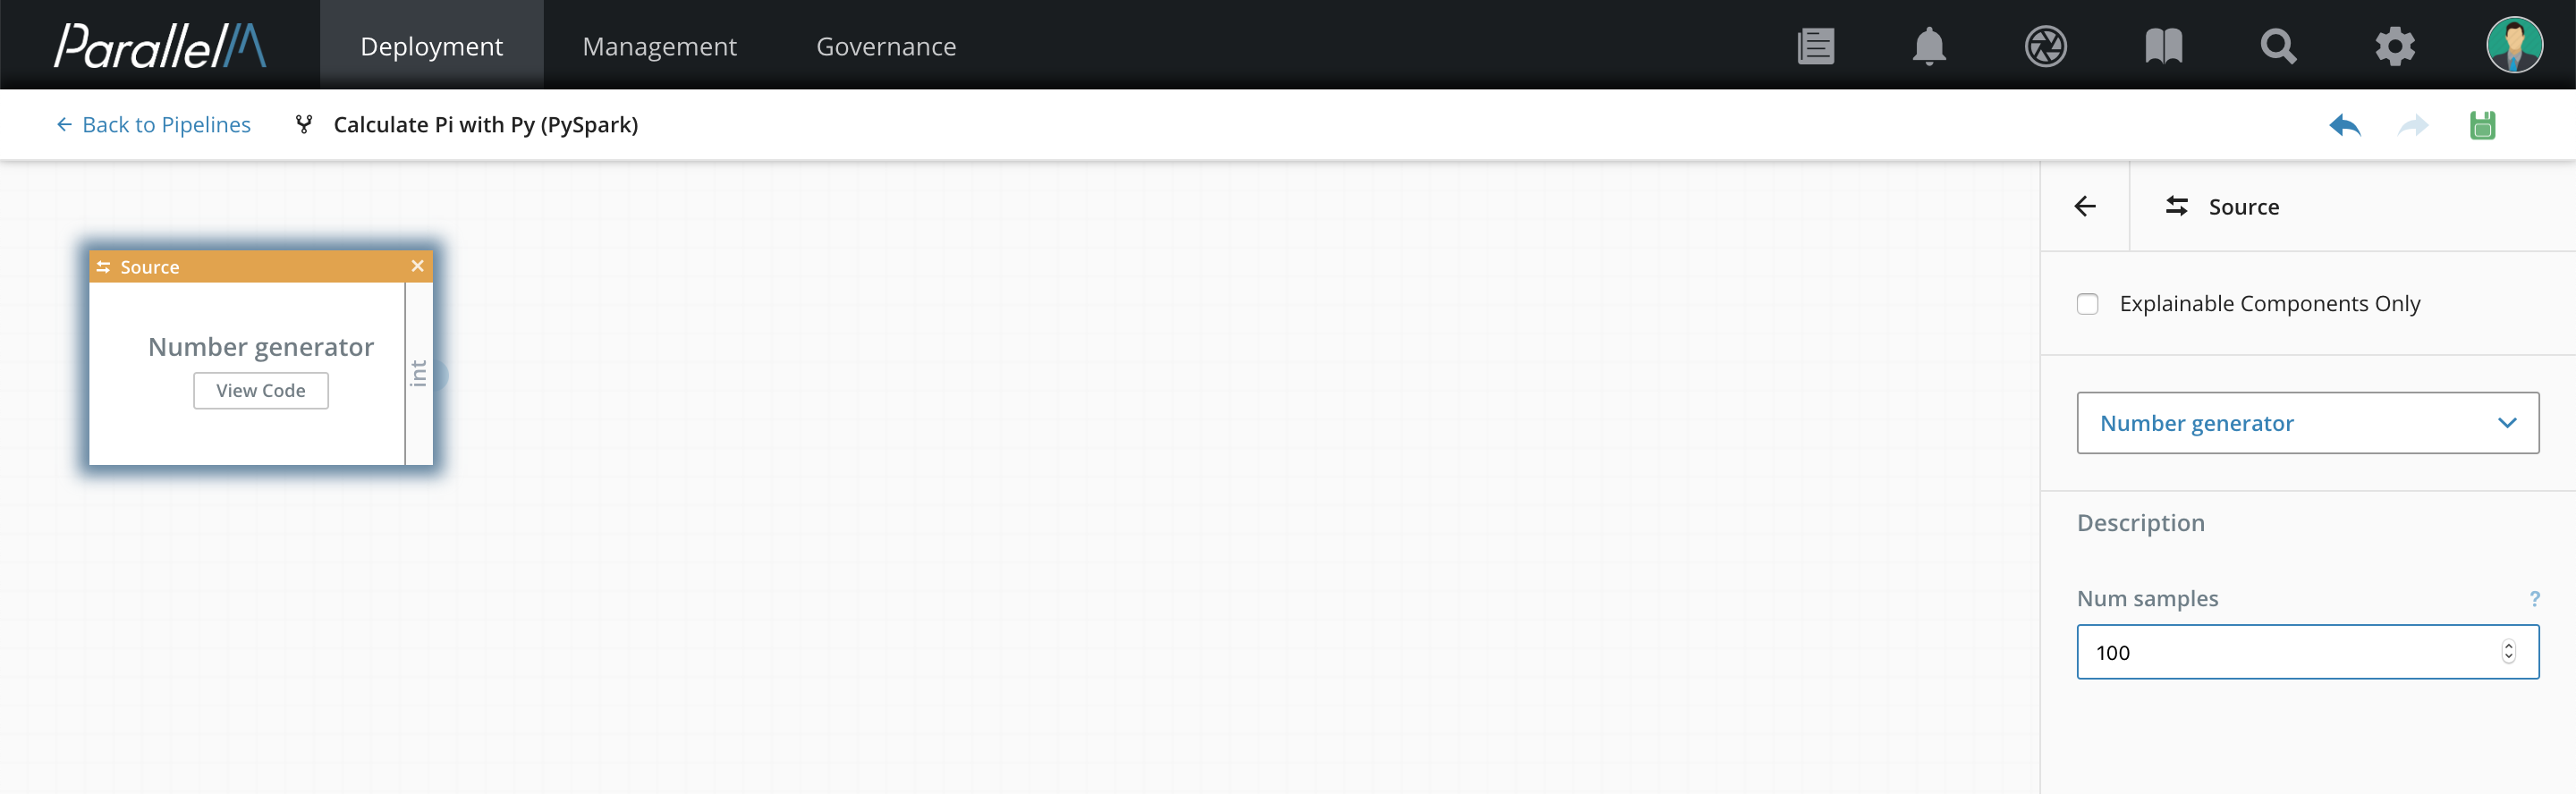 ParallelM
Deployment
Management
Governance
← Back to Pipelines
Calculate Pi with Py (PySpark)
Source
Number generator
View Code
int
Source
Explainable Components Only
Number generator
Description
Num samples
?
100